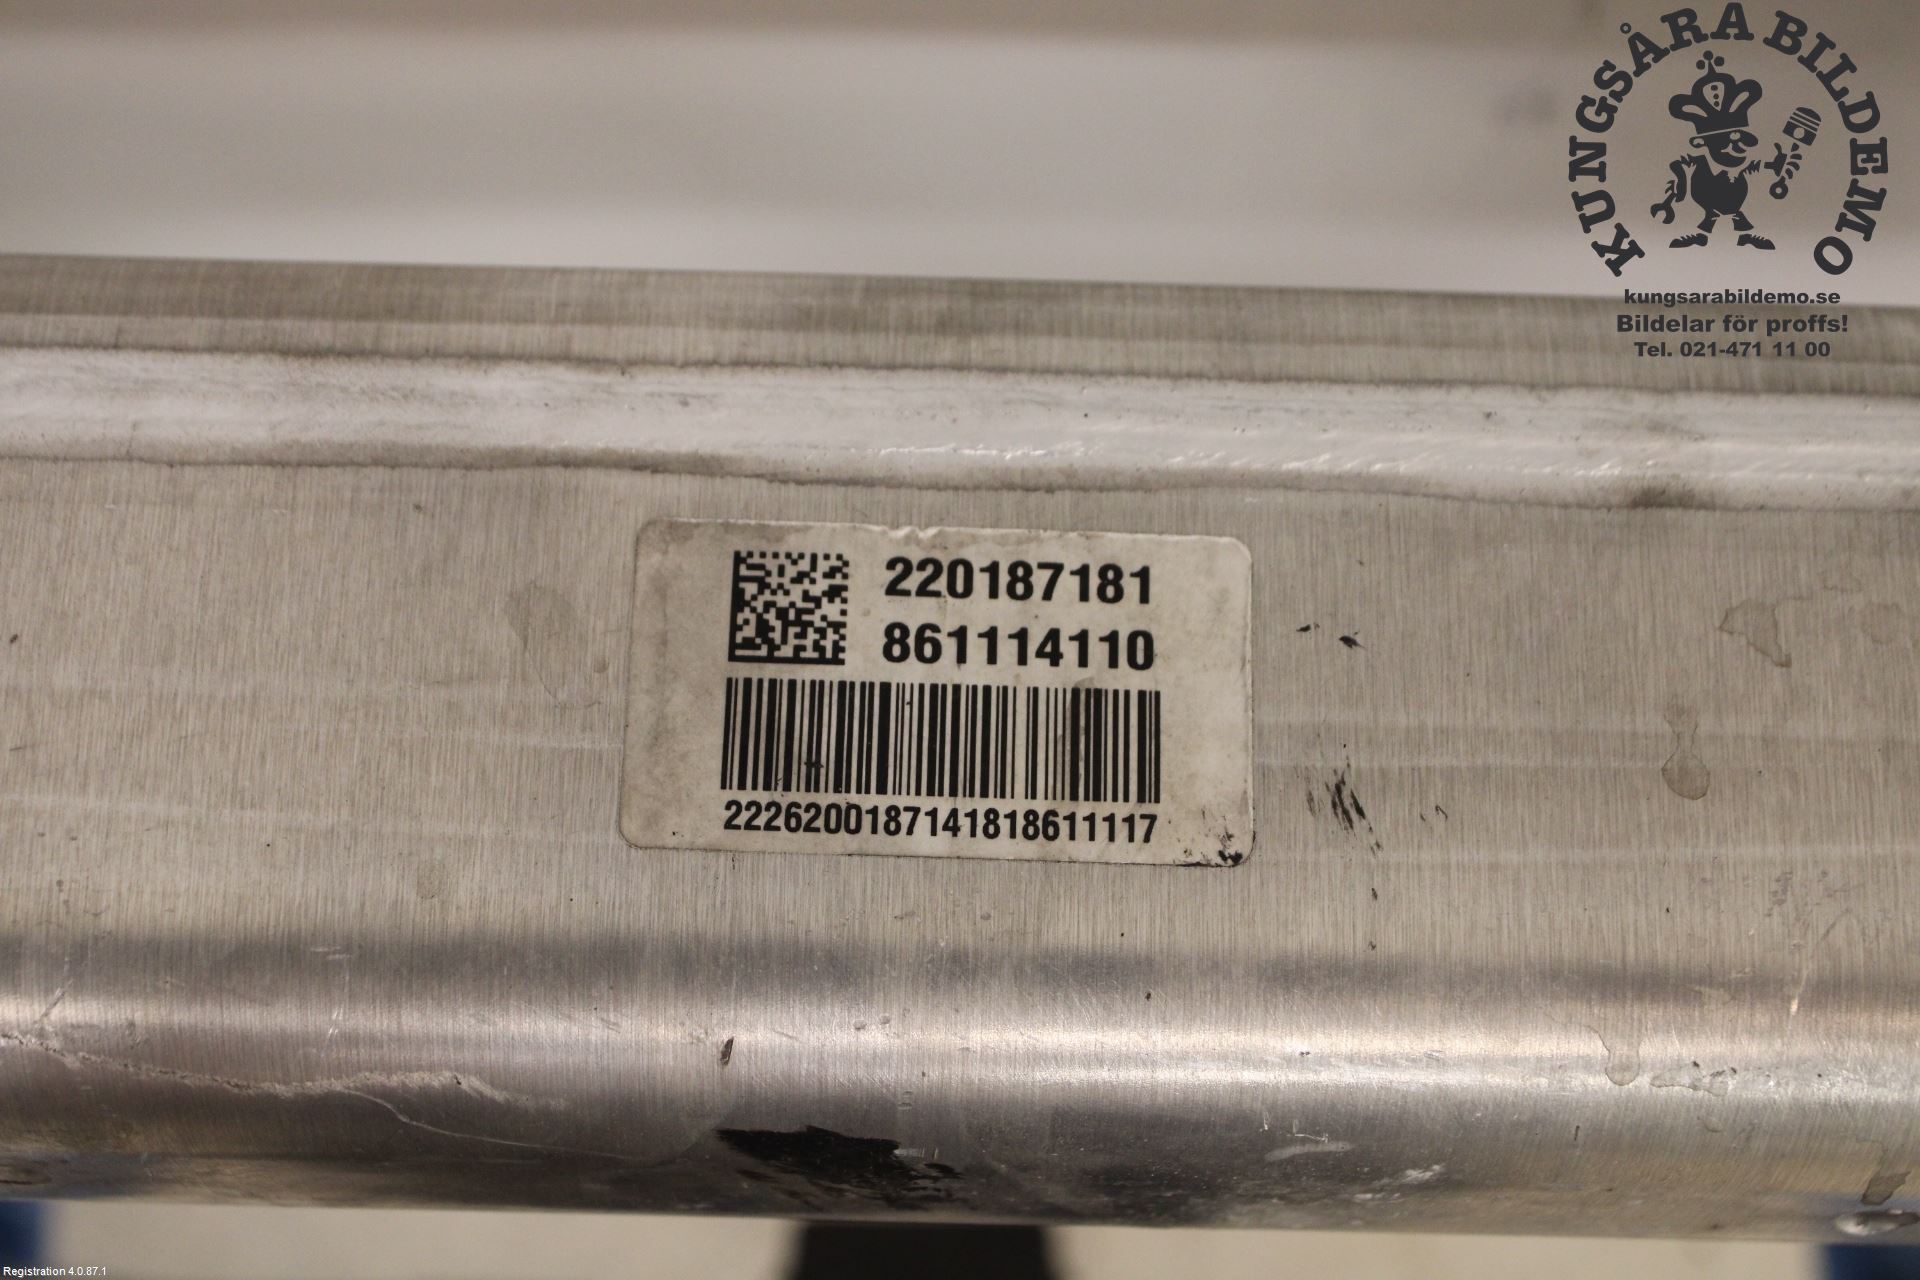 KUNGSÅRA BILDEMO
kungsarabildemo.se
Bildelar för proffs!
Tel. 021-471 11 00
220187181
861114110
2226200187141818611117
Registration 4.0.87.1